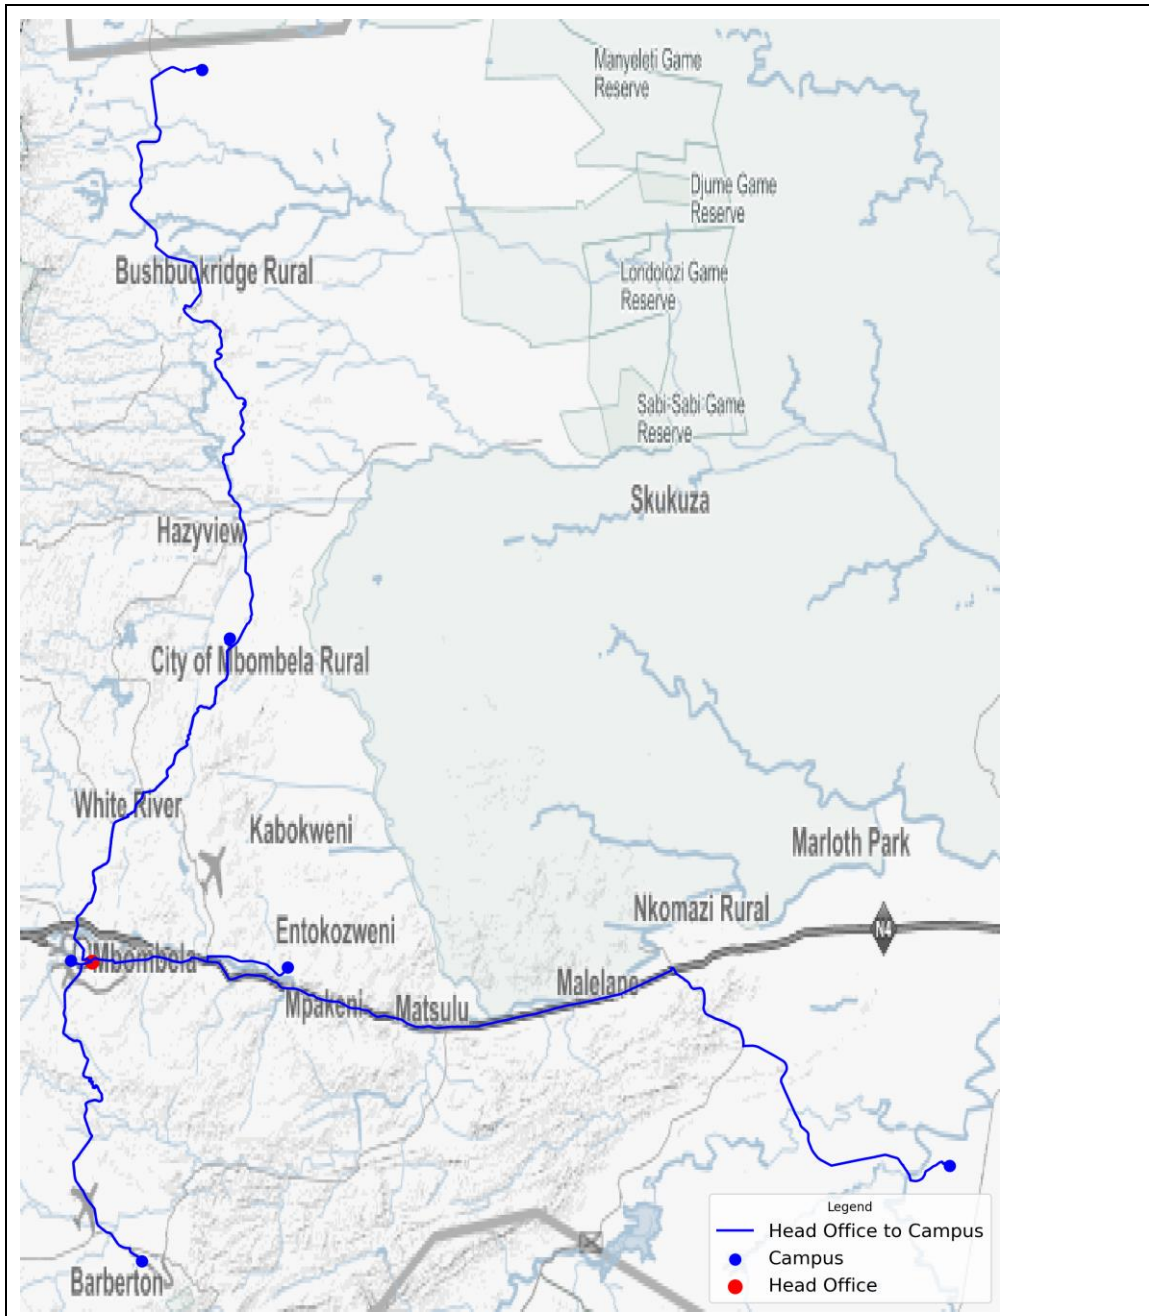 Manyeleti Game
Reserve
Djume Game
Reserve
Bushbuckridge Rural
Londolozi Game
Reserve
Sabi-Sabi Game
Reserve
Skukuza
Hazyview
City of Mbombela Rural
White River
Kabokweni
Marloth Park
Nkomazi Rural
Entokozweni
N4
Mbombela
Malelane
Mpakeni
Matsulu
Legend
Head Office to Campus
Campus
Head Office
Barberton